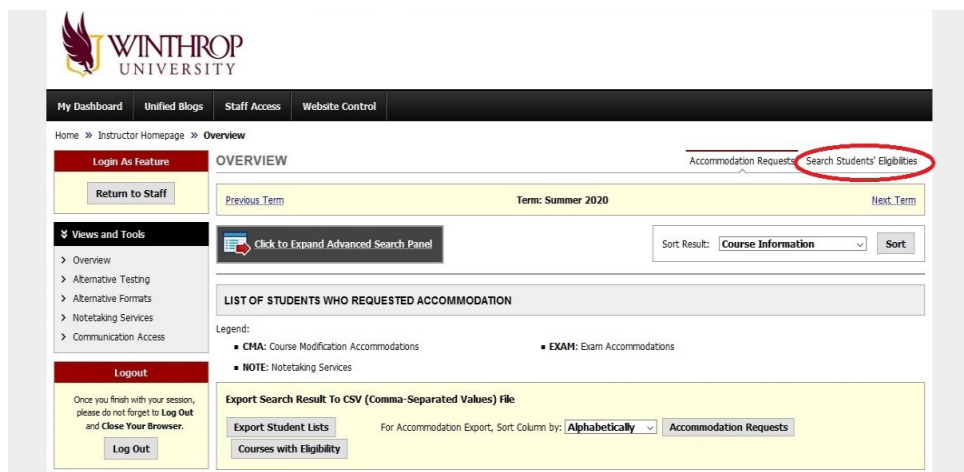 WINTHROP
UNIVERSITY
My Dashboard Unified Blogs Staff Access Website Control
Home » Instructor Homepage » Overview
Login As Feature
Return to Staff
Views and Tools
Overview
Alternative Testing
Alternative Formats
Notetaking Services
Communication Access
Logout
Once you finish with your session,
please do not forget to Log Out
and Close Your Browser.
Log Out
OVERVIEW
Accommodation Requests Search Students' Eligibilities
Previous Term Term: Summer 2020 Next Term
Click to Expand Advanced Search Panel
Sort Result: Course Information Sort
LIST OF STUDENTS WHO REQUESTED ACCOMMODATION
Legend:
CMA: Course Modification Accommodations EXAM: Exam Accommodations
NOTE: Notetaking Services
Export Search Result To CSV (Comma-Separated Values) File
Export Student Lists For Accommodation Export, Sort Column by: Alphabetically Accommodation Requests
Courses with Eligibility